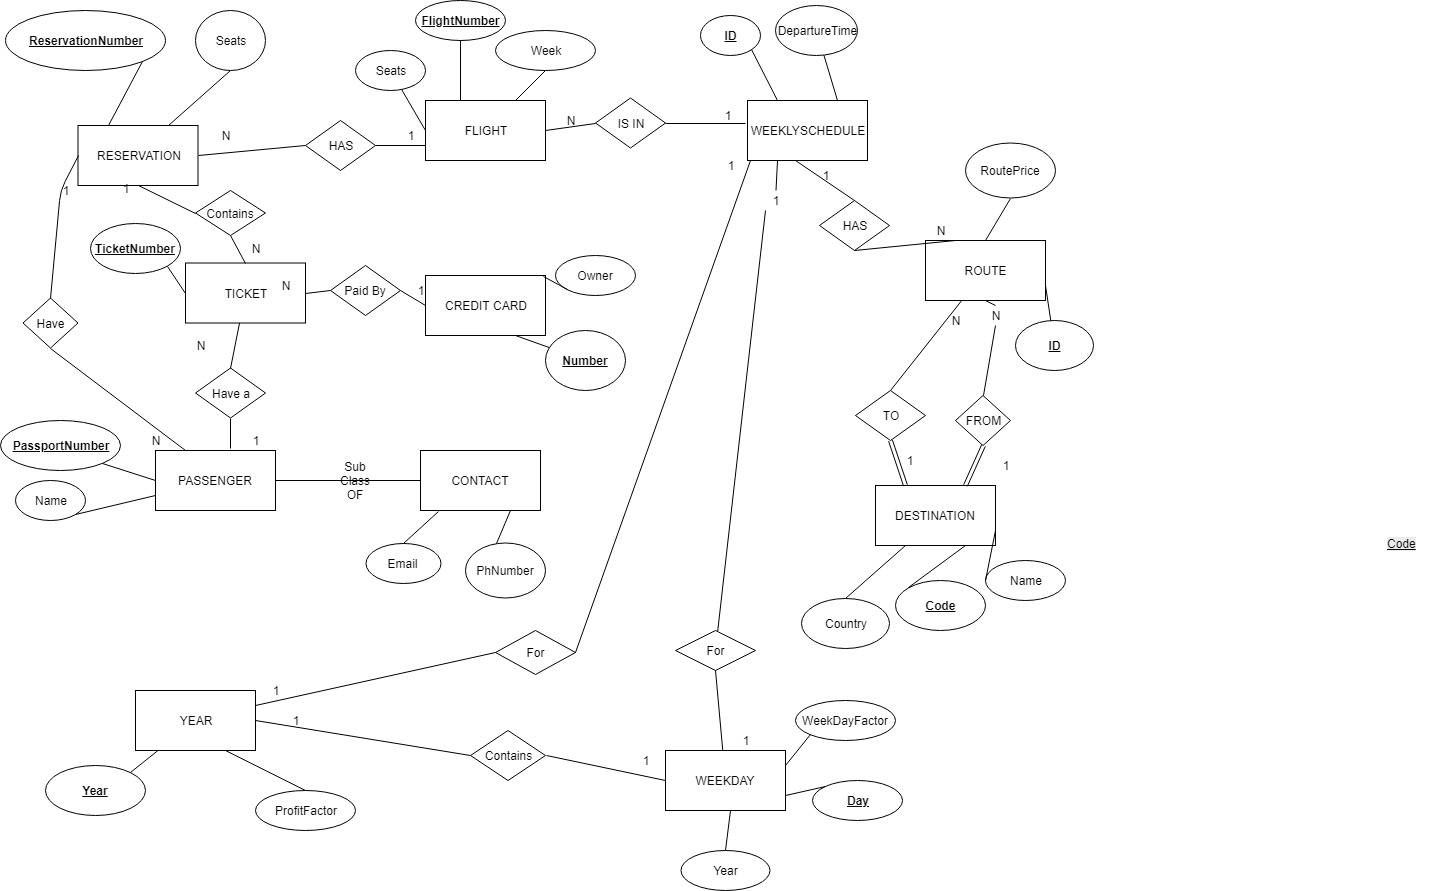 FlightNumber
ReservationNumber
Seats
ID
DepartureTime
Week
Seats
FLIGHT
N
IS IN
1
WEEKLYSCHEDULE
N
HAS
1
RESERVATION
1
1
1
1
1
RoutePrice
Contains
HAS
N
TicketNumber
N
TICKET
N
Paid By
1
CREDIT CARD
Owner
ROUTE
Have
N
N
N
ID
Number
Have a
TO
FROM
PassportNumber
N
1
1
1
PASSENGER
Sub
Class
OF
CONTACT
Name
DESTINATION
Code
Email
PhNumber
Name
Code
Country
For
For
1
YEAR
1
WeekDayFactor
1
Contains
1
WEEKDAY
Year
Day
ProfitFactor
Year